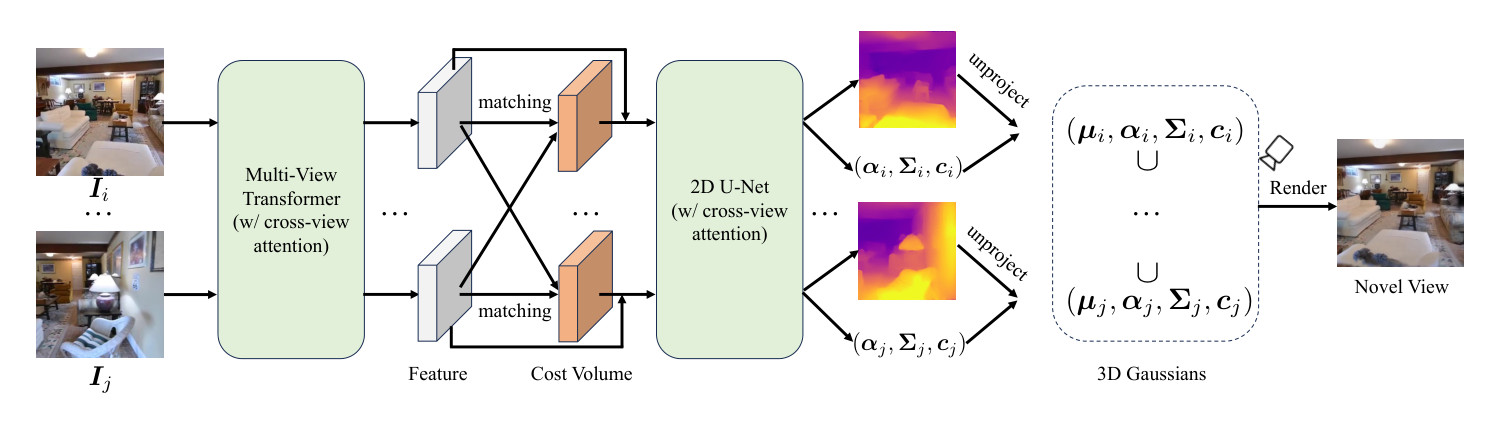 I_i
...
I_j
Multi-View
Transformer
(w/ cross-view
attention)
...
matching
matching
...
Feature
Cost Volume
2D U-Net
(w/ cross-view
attention)
...
unproject
(α_i, Σ_i, c_i)
unproject
(α_j, Σ_j, c_j)
(μ_i, α_i, Σ_i, c_i)
∪
...
∪
(μ_j, α_j, Σ_j, c_j)
3D Gaussians
Render
Novel View